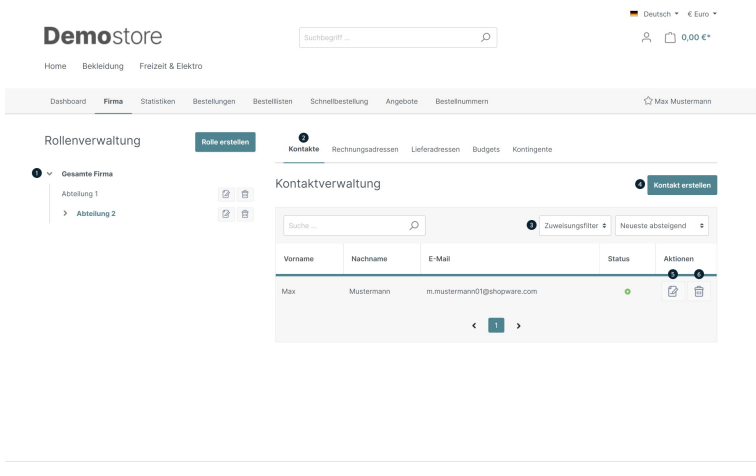 Deutsch € Euro
Demostore
Suchbegriff ...
0,00 €*
Home Bekleidung Freizeit & Elektro
Dashboard Firma Statistiken Bestellungen Bestelllisten Schnellbestellung Angebote Bestellnummern Max Mustermann
Rollenverwaltung
Rolle erstellen
1 Gesamte Firma
Abteilung 1
Abteilung 2
2
Kontakte Rechnungsadressen Lieferadressen Budgets Kontingente
Kontaktverwaltung
4 Kontakt erstellen
Suche ...
3 Zuweisungsfilter Neueste absteigend
Vorname Nachname E-Mail Status Aktionen
5 6
Max Mustermann m.mustermann01@shopware.com
1